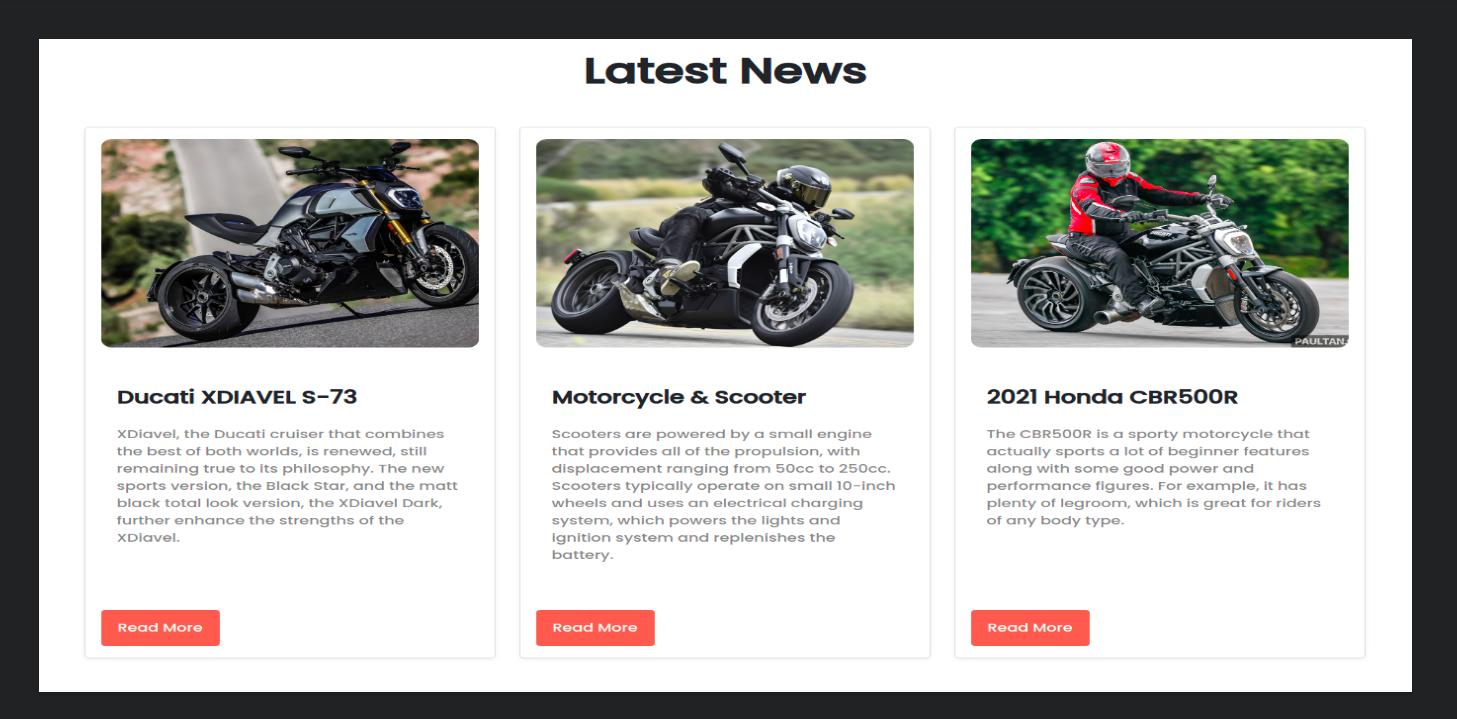 Latest News
PAULTAN.
Ducati XDIAVEL S-73
XDiavel, the Ducati cruiser that combines
the best of both worlds, is renewed, still
remaining true to its philosophy. The new
sports version, the Black Star, and the matt
black total look version, the XDiavel Dark,
further enhance the strengths of the
XDiavel.
Read More
Motorcycle & Scooter
Scooters are powered by a small engine
that provides all of the propulsion, with
displacement ranging from 50cc to 250cc.
Scooters typically operate on small 10-inch
wheels and uses an electrical charging
system, which powers the lights and
ignition system and replenishes the
battery.
Read More
2021 Honda CBR500R
The CBR500R is a sporty motorcycle that
actually sports a lot of beginner features
along with some good power and
performance figures. For example, it has
plenty of legroom, which is great for riders
of any body type.
Read More